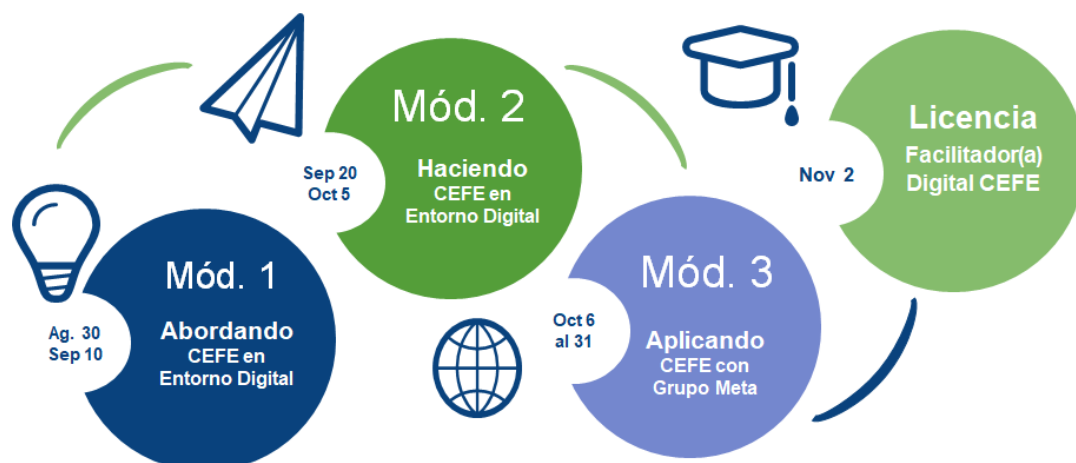 Mód. 1
Ag. 30
Sep 10
Abordando
CEFE en
Entorno Digital
Mód. 2
Sep 20
Oct 5
Haciendo
CEFE en
Entorno Digital
Mód. 3
Oct 6
al 31
Aplicando
CEFE con
Grupo Meta
Nov 2
Licencia
Facilitador(a)
Digital CEFE